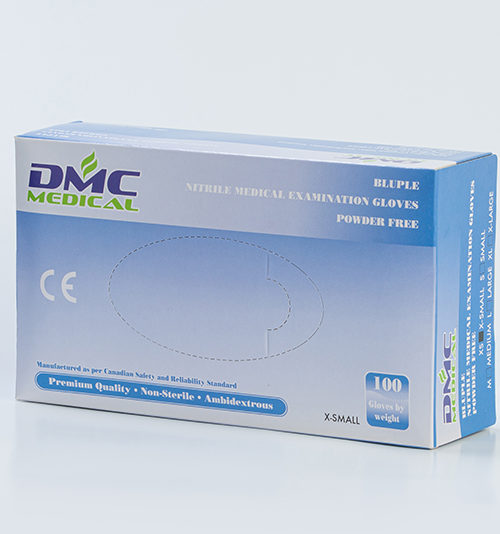 DMC
MEDICAL
BLUPLE
NITRILE MEDICAL EXAMINATION GLOVES
POWDER FREE
CE
Manufactured as per Canadian Safety and Reliability Standard
Premium Quality • Non-Sterile • Ambidextrous
X-SMALL
100
Gloves by
weight
DMC
MEDICAL
BLUPLE
NITRILE MEDICAL EXAMINATION GLOVES
POWDER FREE
XS X-SMALL S SMALL
M MEDIUM L LARGE XL X-LARGE